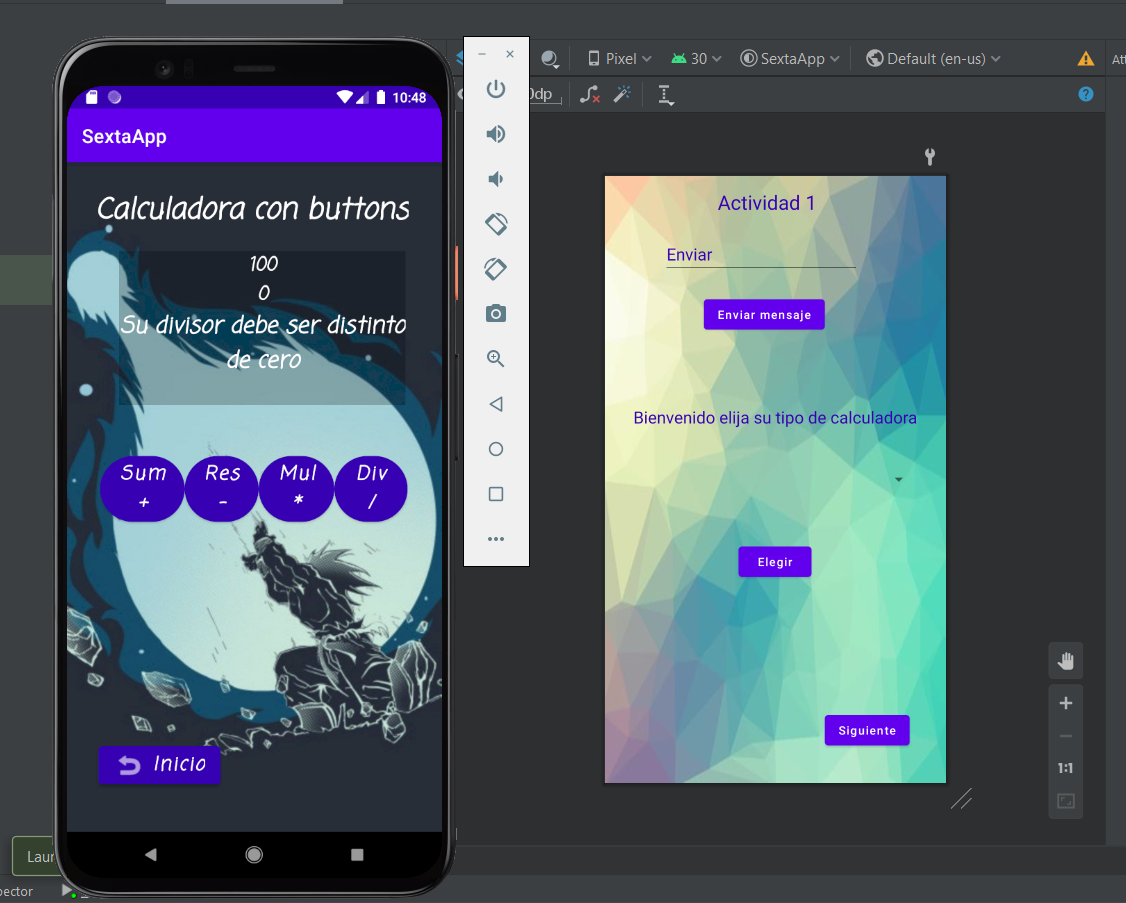 10:48
SextaApp
Calculadora con buttons
100
0
Su divisor debe ser distinto
de cero
Sum Res Mul Div
+ - * /
Inicio
Pixel 30 SextaApp Default (en-us)
0dp
1:1
Actividad 1
Enviar
Enviar mensaje
Bienvenido elija su tipo de calculadora
Elegir
Siguiente